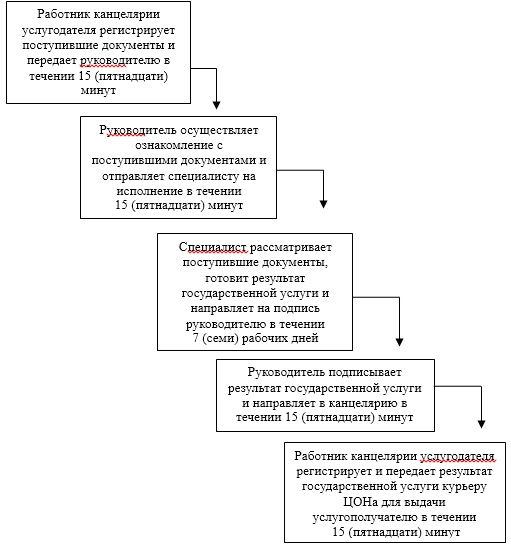 Работник канцелярии
услугодателя регистрирует
поступившие документы и
передает руководителю в
течении 15 (пятнадцати)
минут
Руководитель осуществляет
ознакомление с
поступившими документами и
отправляет специалисту на
исполнение в течении
15 (пятнадцати) минут
Специалист рассматривает
поступившие документы,
готовит результат
государственной услуги и
направляет на подпись
руководителю в течении
7 (семи) рабочих дней
Руководитель подписывает
результат государственной услуги
и направляет в канцелярию в
течении 15 (пятнадцати) минут
Работник канцелярии услугодателя
регистрирует и передает результат
государственной услуги курьеру
ЦОНа для выдачи
услугополучателю в течении
15 (пятнадцати) минут